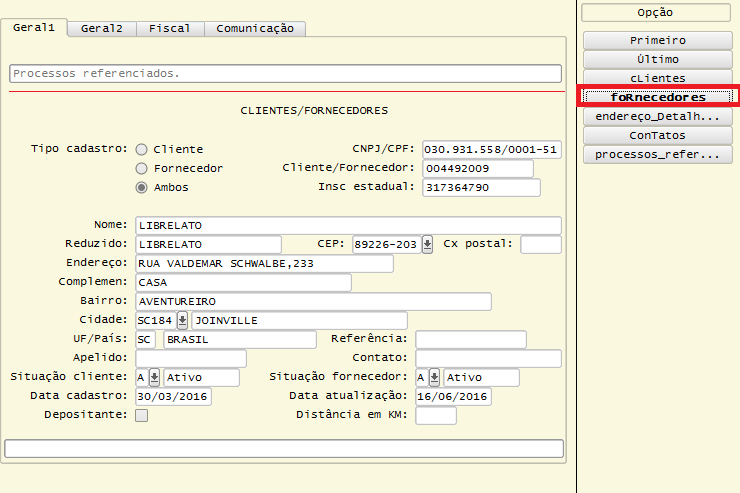 Geral1 Geral2 Fiscal Comunicação
Processos referenciados.
CLIENTES/FORNECEDORES
Tipo cadastro: Cliente CNPJ/CPF: 030.931.558/0001-51
Fornecedor Cliente/Fornecedor: 004492009
Ambos Insc estadual: 317364790
Nome: LIBRELATO
Reduzido: LIBRELATO CEP: 89226-203 Cx postal:
Endereço: RUA VALDEMAR SCHWALBE,233
Complemen: CASA
Bairro: AVENTUREIRO
Cidade: SC184 JOINVILLE
UF/País: SC BRASIL Referência:
Apelido: Contato:
Situação cliente: A Ativo Situação fornecedor: A Ativo
Data cadastro: 30/03/2016 Data atualização: 16/06/2016
Depositante: Distância em KM:
Opção
Primeiro
Último
cLientes
foRnecedores
endereço_Detalh...
ConTatos
processos_refer...